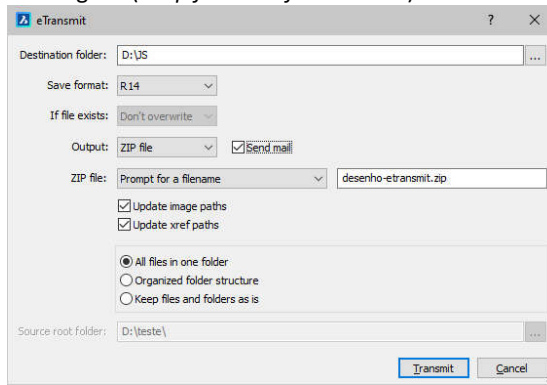 eTransmit ? ×
Destination folder: D:\JS ...
Save format: R14
If file exists: Don't overwrite
Output: ZIP file Send mail
ZIP file: Prompt for a filename desenho-etransmit.zip
Update image paths
Update xref paths
All files in one folder
Organized folder structure
Keep files and folders as is
Source root folder: D:\teste\ ...
Transmit Cancel